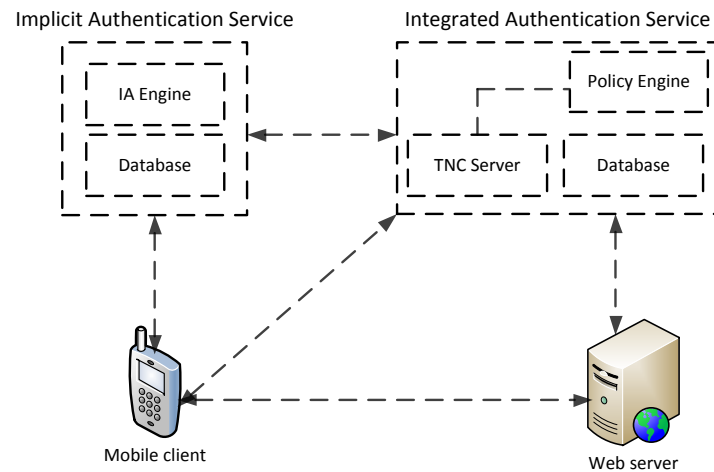 Implicit Authentication Service
Integrated Authentication Service
IA Engine
Database
Policy Engine
TNC Server
Database
Mobile client
Web server